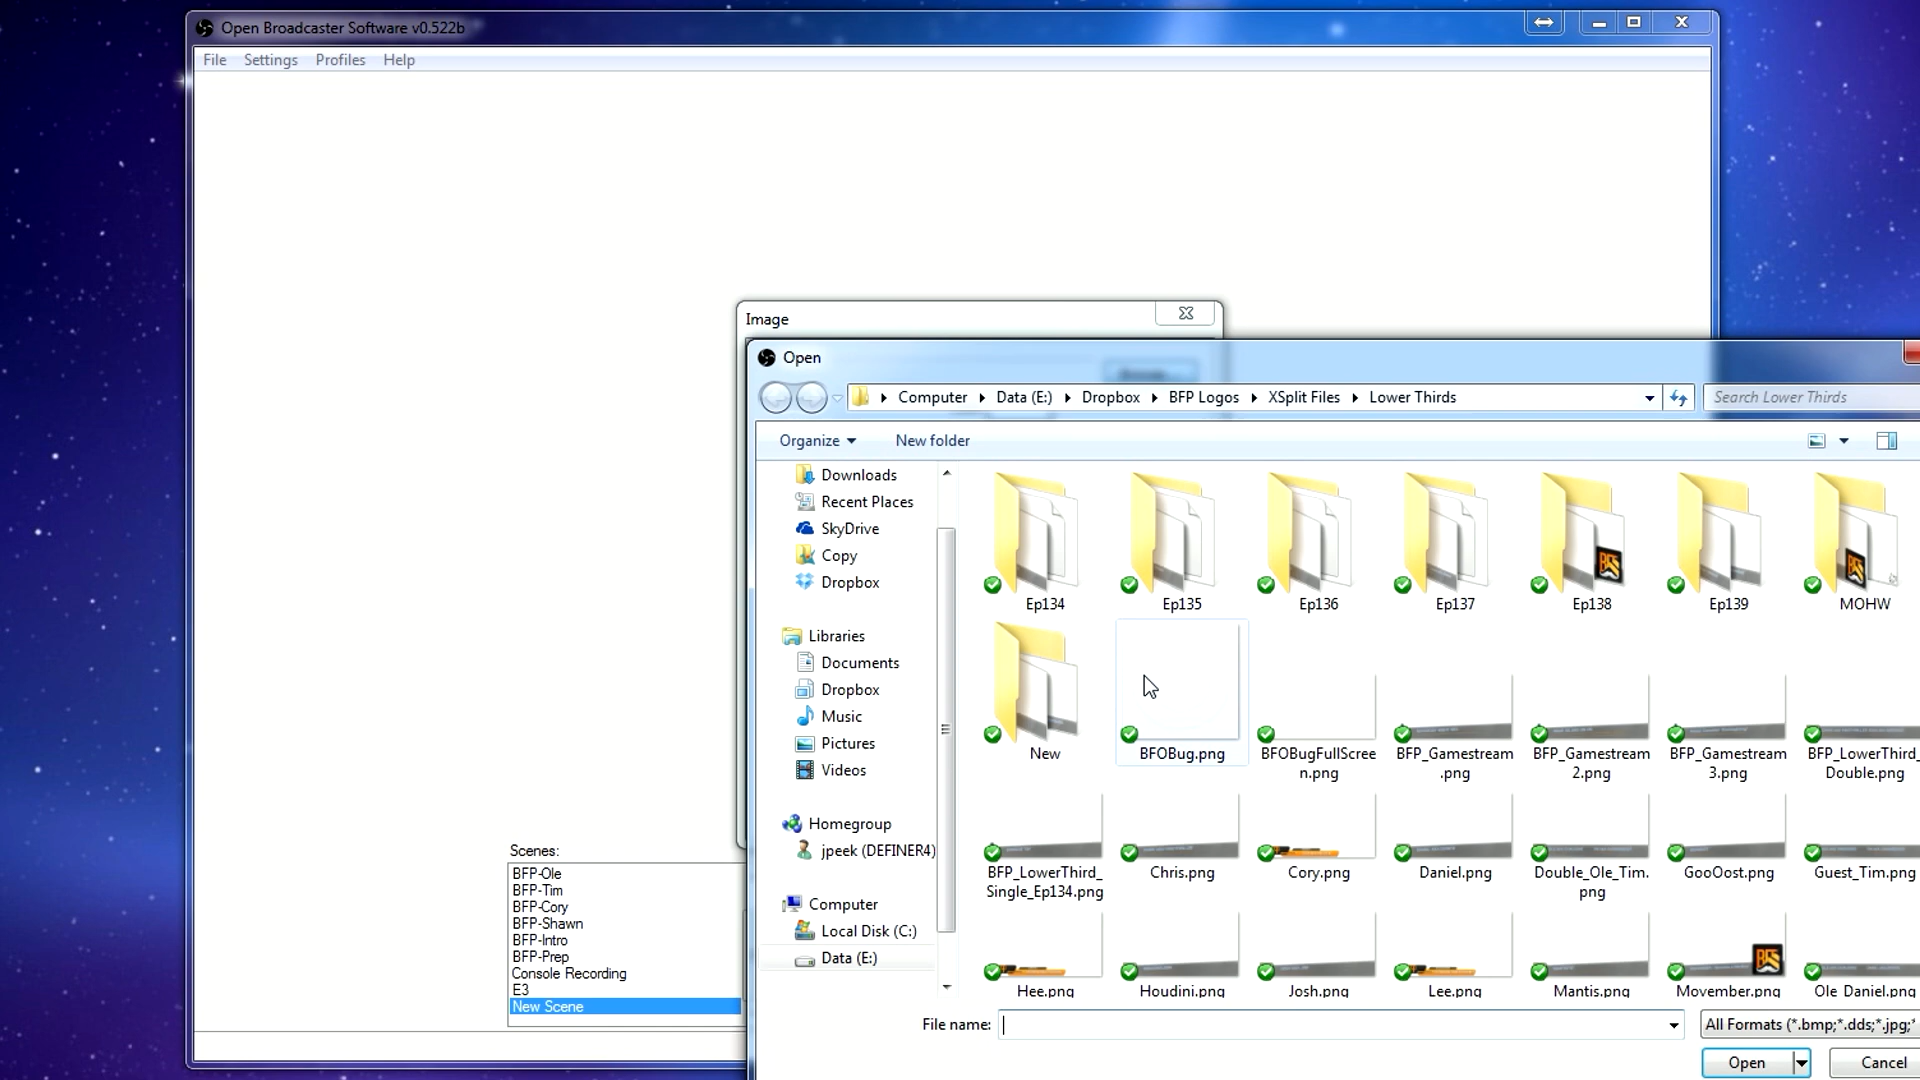 Open Broadcaster Software v0.522b
File Settings Profiles Help
Image
Open
Computer Data (E:) Dropbox BFP Logos XSplit Files Lower Thirds
Search Lower Thirds
Organize New folder
Downloads
Recent Places
SkyDrive
Copy
Dropbox
Libraries
Documents
Dropbox
Music
Pictures
Videos
Homegroup
jpeek (DEFINER4)
Computer
Local Disk (C:)
Data (E:)
Ep134 Ep135 Ep136 Ep137 Ep138 Ep139 MOHW
New BFOBug.png BFOBugFullScree BFP_Gamestream BFP_Gamestream BFP_Gamestream BFP_LowerThird_
n.png .png 2.png 3.png Double.png
BFP_LowerThird_ Chris.png Cory.png Daniel.png Double_Ole_Tim. GooOost.png Guest_Tim.png
Single_Ep134.png png
Hee.png Houdini.png Josh.png Lee.png Mantis.png Movember.png Ole Daniel.png
Scenes:
BFP-Ole
BFP-Tim
BFP-Cory
BFP-Shawn
BFP-Intro
BFP-Prep
Console Recording
E3
New Scene
File name:
All Formats (*.bmp;*.dds;*.jpg;*
Open Cancel